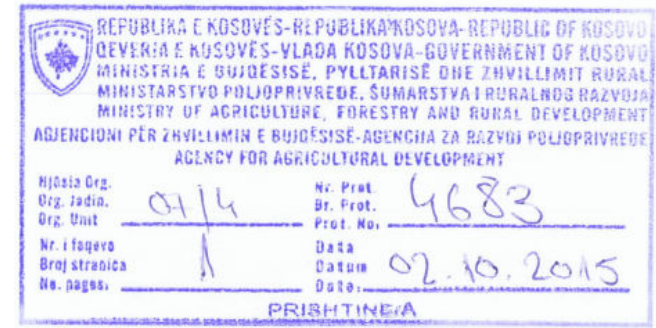 REPUBLIKA E KOSOVËS-REPUBLIKA KOSOVA-REPUBLIC OF KOSOVO
QEVERIA E KOSOVËS-VLADA KOSOVA-GOVERNMENT OF KOSOVO
MINISTRIA E BUJQËSISË, PYLLTARISË DHE ZHVILLIMIT RURAL
MINISTARSTVO POLJOPRIVREDE, ŠUMARSTVA I RURALNOG RAZVOJA
MINISTRY OF AGRICULTURE, FORESTRY AND RURAL DEVELOPMENT
AGJENCIONI PËR ZHVILLIMIN E BUJQËSISË-AGENCIJA ZA RAZVOJ POLJOPRIVREDE
AGENCY FOR AGRICULTURAL DEVELOPMENT
Njësia Org.
Org. Jadin.
Org. Unit 07/4
Nr. Prot.
Br. Prot.
Prot. No: 4683
Nr. i faqeve
Broj stranica
No. pages: 1
Data
Datum
Date: 02.10.2015
PRISHTINË/A